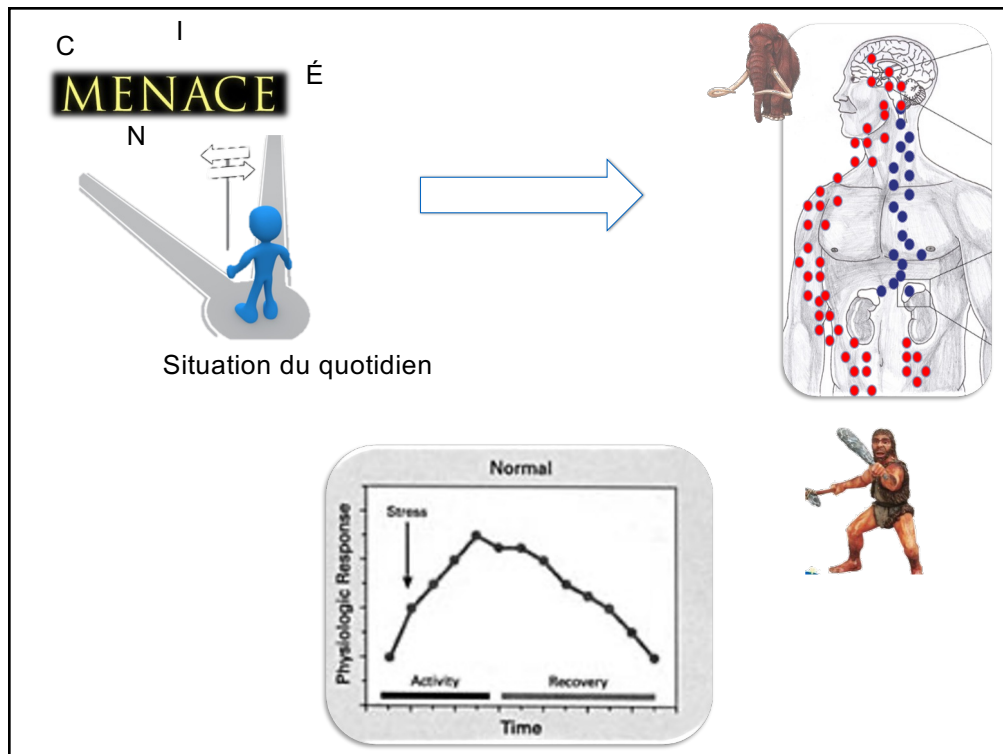 I
C
É
MENACE
N
Situation du quotidien
Normal
Stress
Physiologic Response
Activity
Recovery
Time